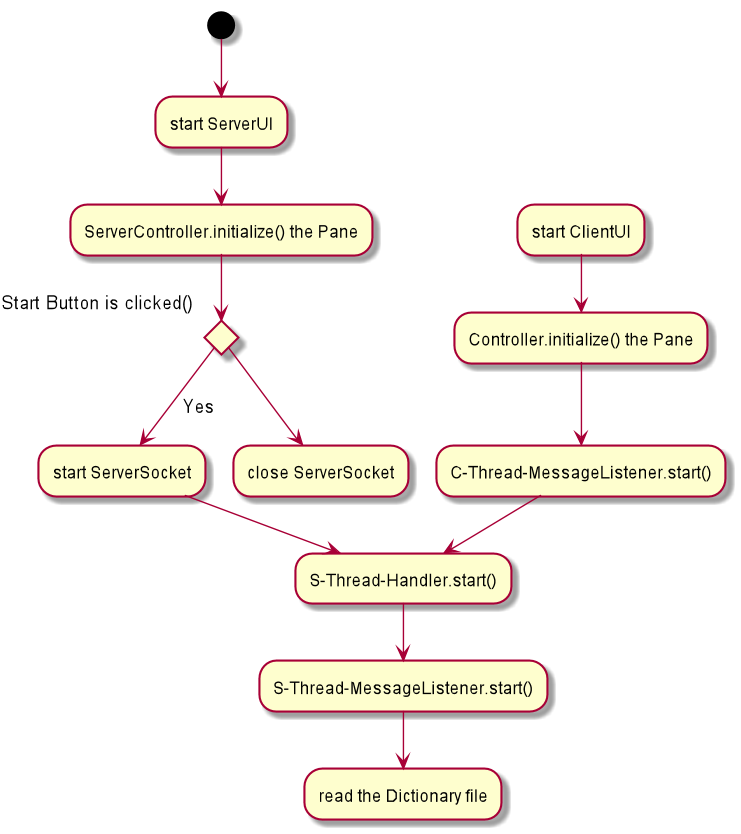 start ServerUI
ServerController.initialize() the Pane
start ClientUI
Start Button is clicked()
Controller.initialize() the Pane
Yes
start ServerSocket
close ServerSocket
C-Thread-MessageListener.start()
S-Thread-Handler.start()
S-Thread-MessageListener.start()
read the Dictionary file